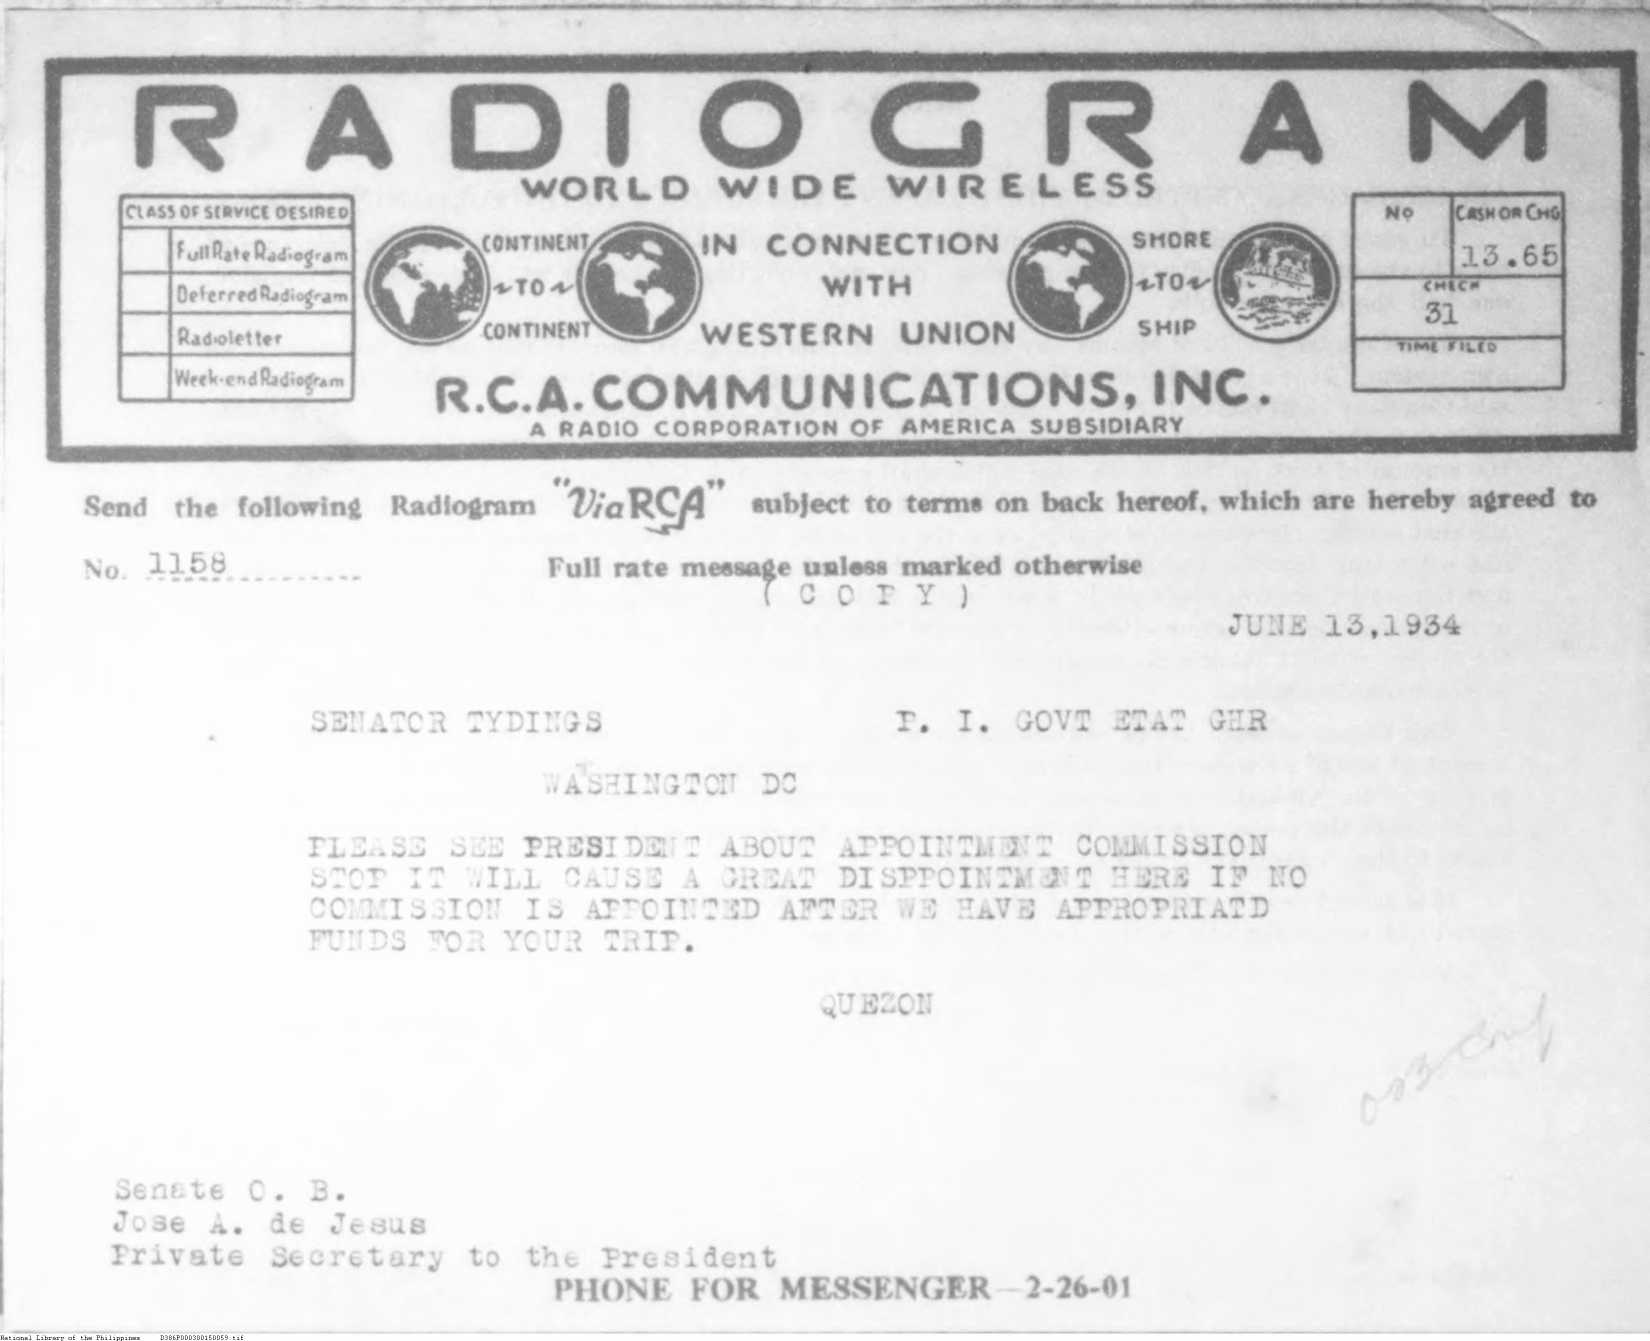 RADIOGRAM
WORLD WIDE WIRELESS
CLASS OF SERVICE DESIRED
Full Rate Radiogram
Deferred Radiogram
Radioletter
Week-end Radiogram
CONTINENT
TO
CONTINENT
IN CONNECTION
WITH
WESTERN UNION
SHORE
TO
SHIP
No
CASH OR CHG
13.65
CHECK
31
TIME FILED
R.C.A. COMMUNICATIONS, INC.
A RADIO CORPORATION OF AMERICA SUBSIDIARY
Send the following Radiogram "Via RCA" subject to terms on back hereof, which are hereby agreed to
No. 1158
Full rate message unless marked otherwise
( C O P Y )
JUNE 13,1934
SENATOR TYDINGS P. I. GOVT ETAT GHR
WASHINGTON DC
PLEASE SEE PRESIDENT ABOUT APPOINTMENT COMMISSION
STOP IT WILL CAUSE A GREAT DISPPOINTMENT HERE IF NO
COMMISSION IS APPOINTED AFTER WE HAVE APPROPRIATD
FUNDS FOR YOUR TRIP.
QUEZON
Senate O. B.
Jose A. de Jesus
Private Secretary to the President
PHONE FOR MESSENGER—2-26-01
National Library of the Philippines D386P000300150059.tif